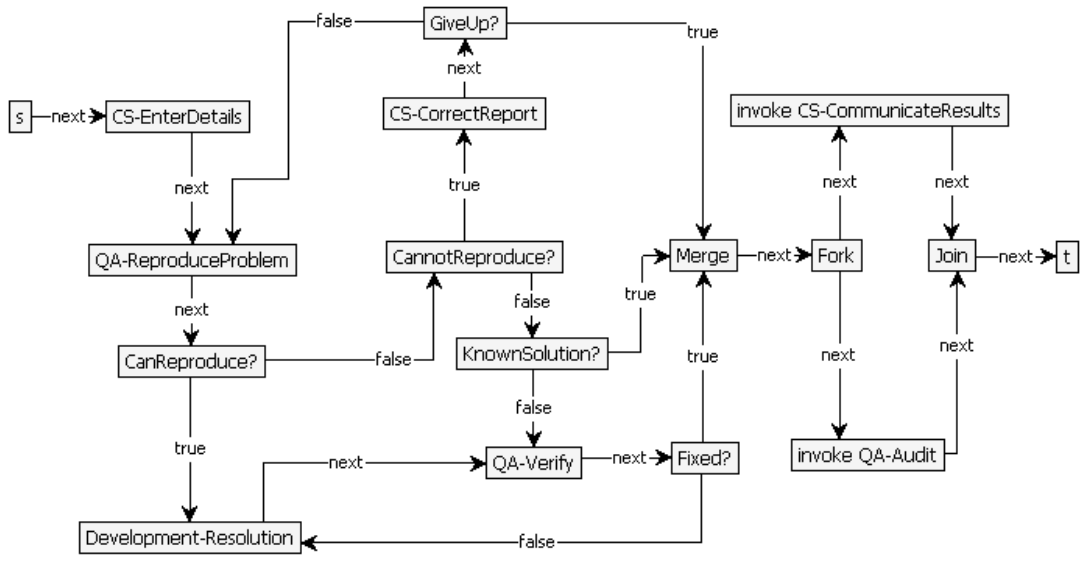 GiveUp?
false
true
next
s
next
CS-EnterDetails
CS-CorrectReport
invoke CS-CommunicateResults
next
true
next
next
QA-ReproduceProblem
CannotReproduce?
Merge
next
Fork
Join
next
t
next
false
true
CanReproduce?
false
KnownSolution?
true
next
next
true
false
next
QA-Verify
next
Fixed?
invoke QA-Audit
Development-Resolution
false